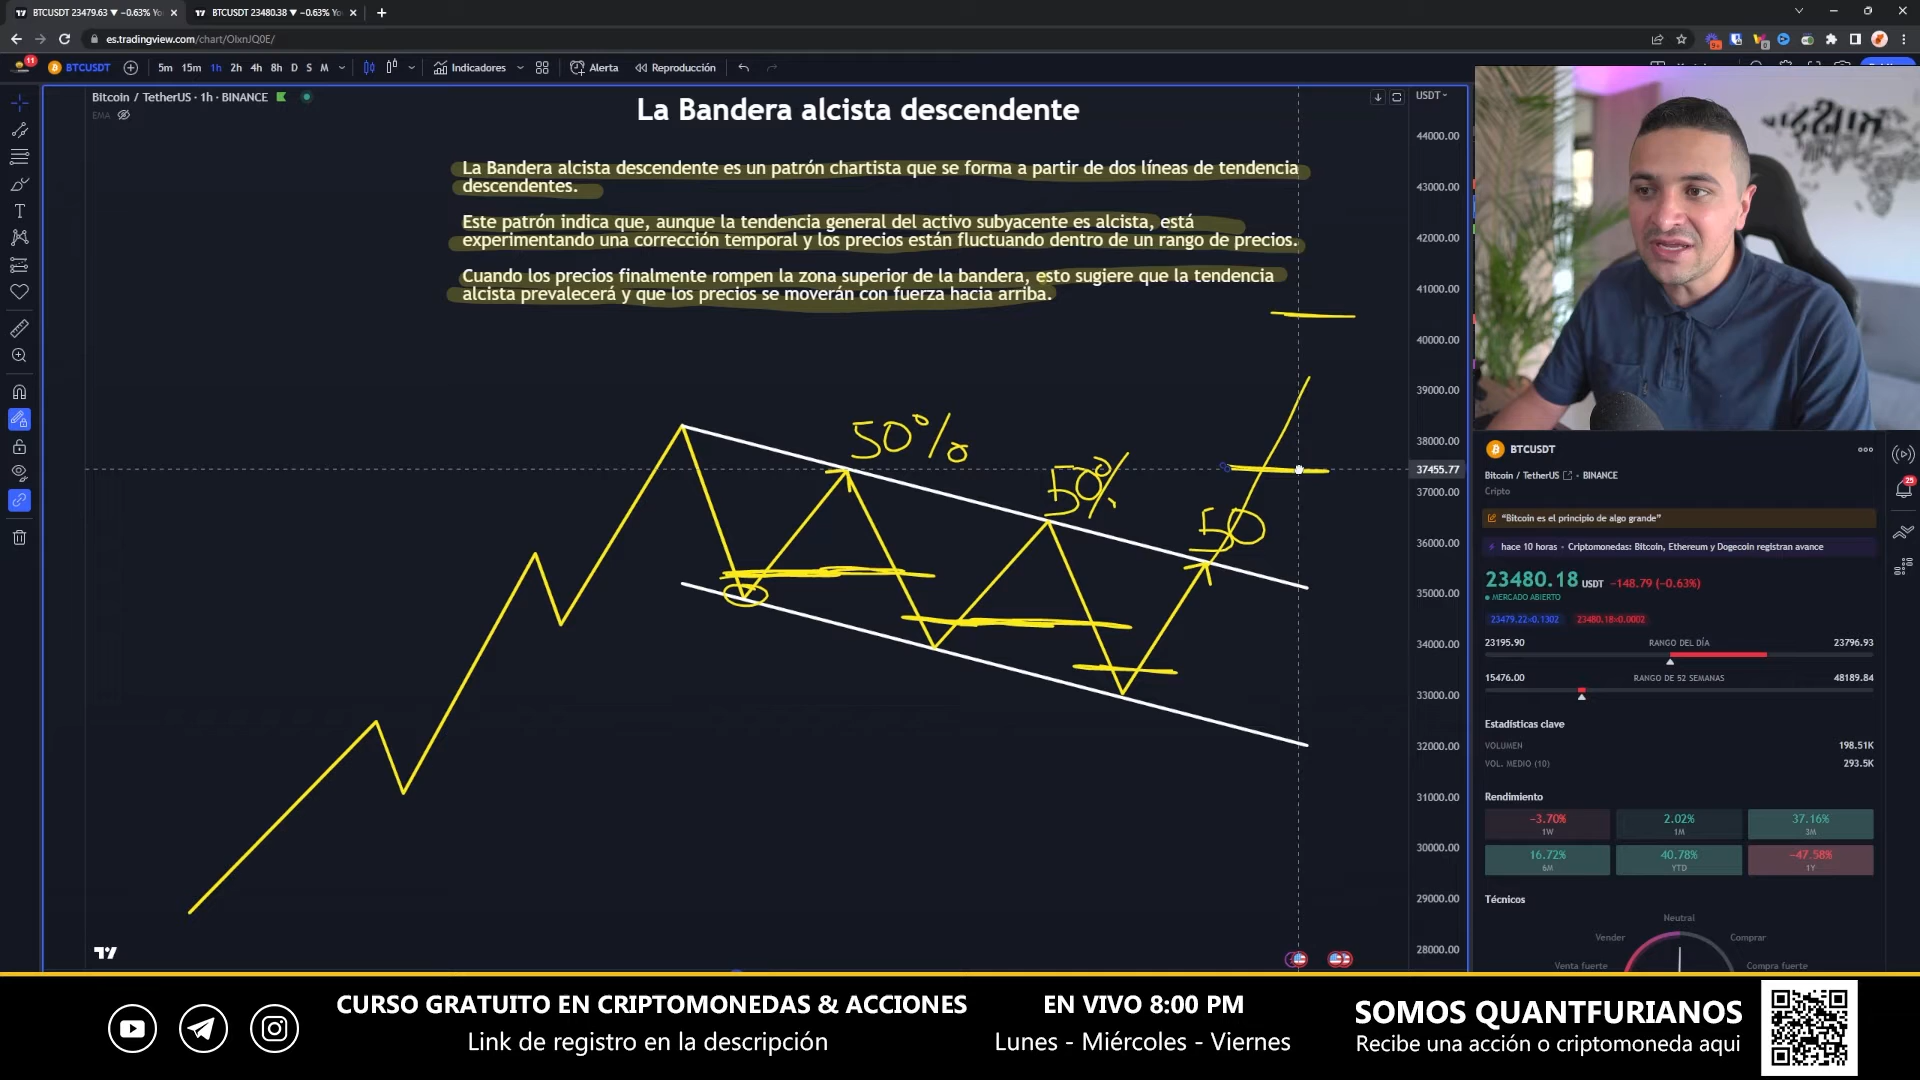 BTCUSDT 23479.63 ▼ −0.63%
BTCUSDT 23480.38 ▼ −0.63%
es.tradingview.com/chart/OlxnJQ0E/
11
BTCUSDT
5m 15m 1h 2h 4h 8h D S M
Indicadores
Alerta
Reproducción
Bitcoin / TetherUS · 1h · BINANCE
EMA
La Bandera alcista descendente
USDT
La Bandera alcista descendente es un patrón chartista que se forma a partir de dos líneas de tendencia
descendentes.
Este patrón indica que, aunque la tendencia general del activo subyacente es alcista, está
experimentando una corrección temporal y los precios están fluctuando dentro de un rango de precios.
Cuando los precios finalmente rompen la zona superior de la bandera, esto sugiere que la tendencia
alcista prevalecerá y que los precios se moverán con fuerza hacia arriba.
50%
50%
50
44000.00
43000.00
42000.00
41000.00
40000.00
39000.00
38000.00
37455.77
37000.00
36000.00
35000.00
34000.00
33000.00
32000.00
31000.00
30000.00
29000.00
28000.00
BTCUSDT
Bitcoin / TetherUS · BINANCE
Cripto
25
“Bitcoin es el principio de algo grande”
hace 10 horas · Criptomonedas: Bitcoin, Ethereum y Dogecoin registran avance
23480.18 USDT −148.79 (−0.63%)
MERCADO ABIERTO
23479.22×0.1302 23480.18×0.0002
23195.90 RANGO DEL DÍA 23796.93
15476.00 RANGO DE 52 SEMANAS 48189.84
Estadísticas clave
VOLUMEN 198.51K
VOL. MEDIO (10) 293.5K
Rendimiento
−3.70% 2.02% 37.16%
1W 1M 3M
16.72% 40.78% −47.58%
6M YTD 1Y
Técnicos
Neutral
Vender Comprar
Venta fuerte Compra fuerte
CURSO GRATUITO EN CRIPTOMONEDAS & ACCIONES
Link de registro en la descripción
EN VIVO 8:00 PM
Lunes - Miércoles - Viernes
SOMOS QUANTFURIANOS
Recibe una acción o criptomoneda aqui